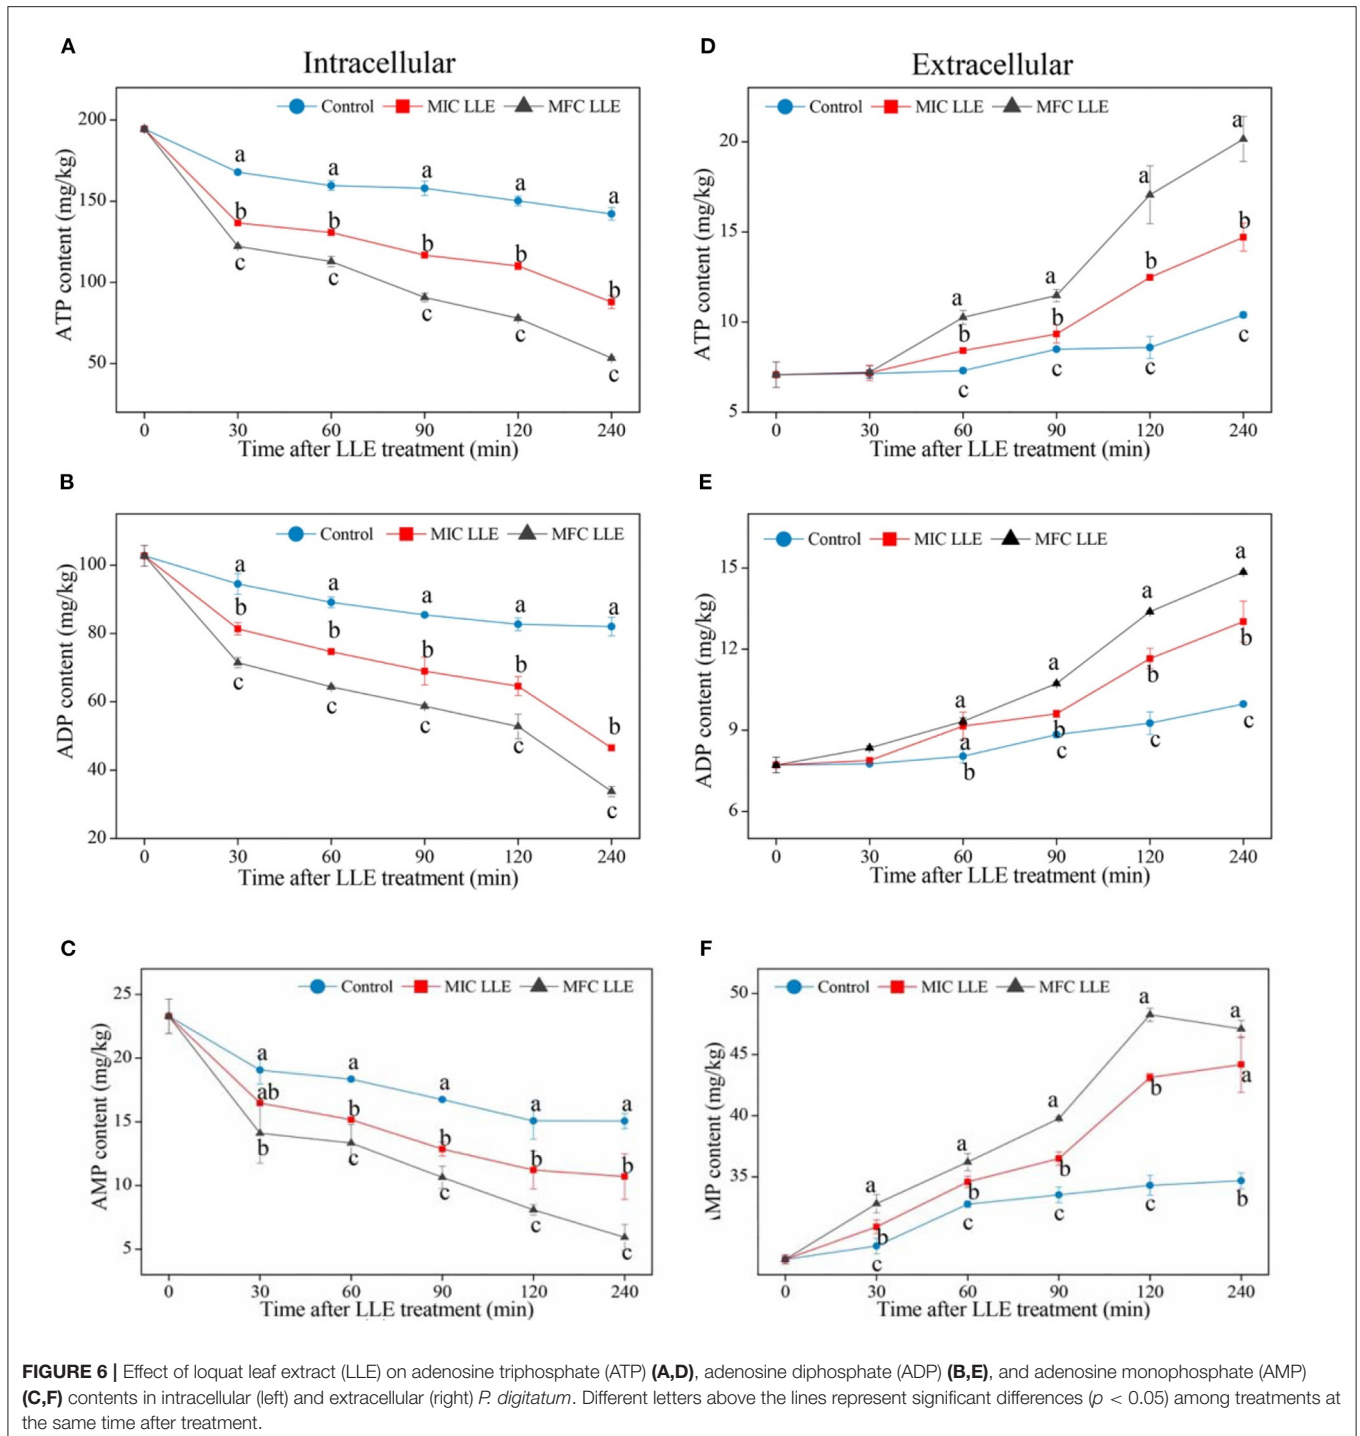 A
Intracellular
Control MIC LLE MFC LLE
200
150
100
50
ATP content (mg/kg)
a a a a a
b b b b b
c c c c c
0 30 60 90 120 240
Time after LLE treatment (min)
D
Extracellular
Control MIC LLE MFC LLE
20
15
10
5
ATP content (mg/kg)
a a a a
b b b b
c c c c
0 30 60 90 120 240
Time after LLE treatment (min)
B
Control MIC LLE MFC LLE
100
80
60
40
20
ADP content (mg/kg)
a a a a a
b b b b b
c c c c c
0 30 60 90 120 240
Time after LLE treatment (min)
E
Control MIC LLE MFC LLE
15
12
9
6
ADP content (mg/kg)
a a a a
a b b b
b c c c
0 30 60 90 120 240
Time after LLE treatment (min)
C
Control MIC LLE MFC LLE
25
20
15
10
5
AMP content (mg/kg)
a a a a a
ab b b b b
b c c c c
0 30 60 90 120 240
Time after LLE treatment (min)
F
Control MIC LLE MFC LLE
50
45
40
35
MP content (mg/kg)
a a a a a
b b b b a
c c c c b
0 30 60 90 120 240
Time after LLE treatment (min)
FIGURE 6 | Effect of loquat leaf extract (LLE) on adenosine triphosphate (ATP) (A,D), adenosine diphosphate (ADP) (B,E), and adenosine monophosphate (AMP)
(C,F) contents in intracellular (left) and extracellular (right) P. digitatum. Different letters above the lines represent significant differences (p < 0.05) among treatments at
the same time after treatment.